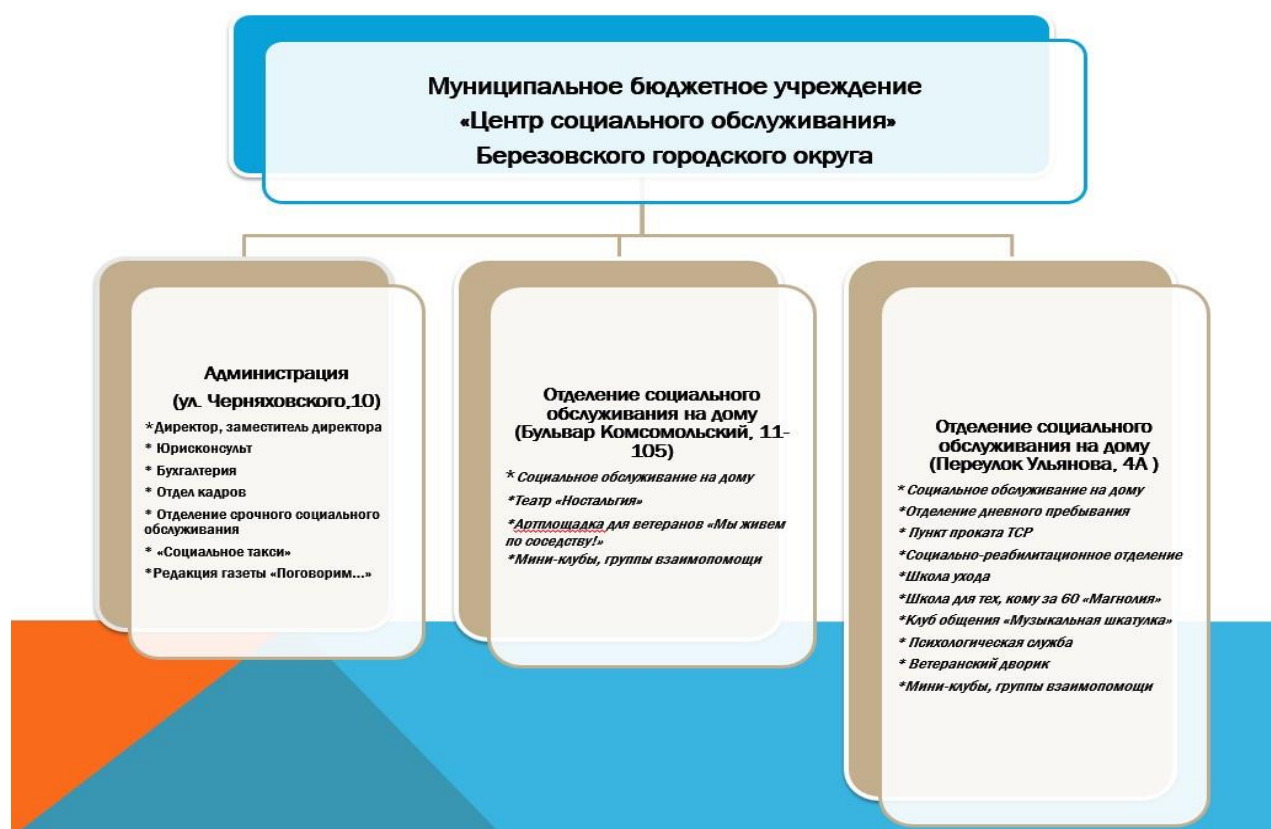 Муниципальное бюджетное учреждение
«Центр социального обслуживания»
Березовского городского округа
Администрация
(ул. Черняховского,10)
*Директор, заместитель директора
* Юрисконсульт
* Бухгалтерия
* Отдел кадров
* Отделение срочного социального
обслуживания
* «Социальное такси»
*Редакция газеты «Поговорим...»
Отделение социального
обслуживания на дому
(Бульвар Комсомольский, 11-
105)
* Социальное обслуживание на дому
*Театр «Ностальгия»
*Артплощадка для ветеранов «Мы живем
по соседству!»
*Мини-клубы, группы взаимопомощи
Отделение социального
обслуживания на дому
(Переулок Ульянова, 4А )
* Социальное обслуживание на дому
*Отделение дневного пребывания
* Пункт проката ТСР
*Социально-реабилитационное отделение
*Школа ухода
*Школа для тех, кому за 60 «Магнолия»
*Клуб общения «Музыкальная шкатулка»
* Психологическая служба
* Ветеранский дворик
*Мини-клубы, группы взаимопомощи